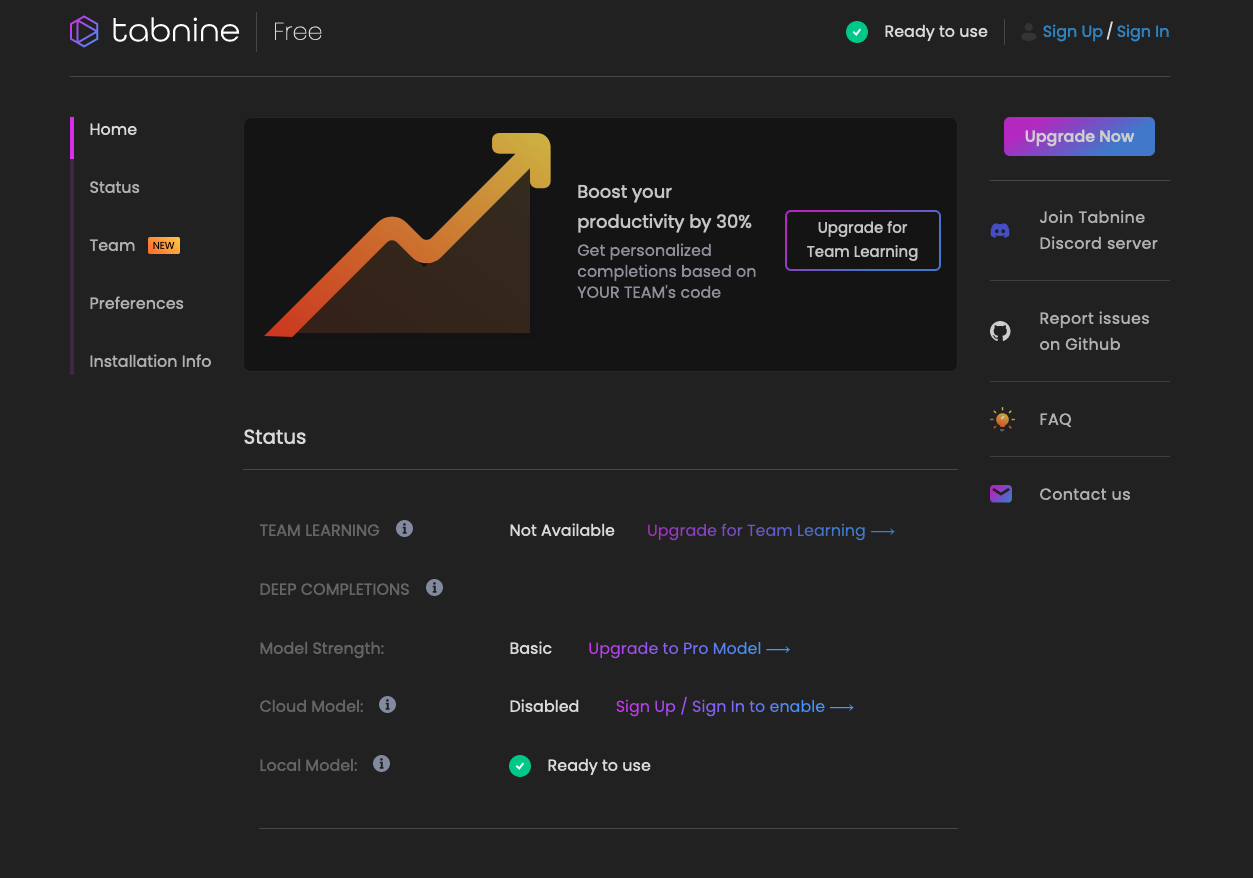 tabnine Free
Ready to use
Sign Up / Sign In
Home
Status
Team NEW
Preferences
Installation Info
Boost your
productivity by 30%
Get personalized
completions based on
YOUR TEAM's code
Upgrade for
Team Learning
Upgrade Now
Join Tabnine
Discord server
Report issues
on Github
FAQ
Contact us
Status
TEAM LEARNING Not Available Upgrade for Team Learning ⟶
DEEP COMPLETIONS
Model Strength: Basic Upgrade to Pro Model ⟶
Cloud Model: Disabled Sign Up / Sign In to enable ⟶
Local Model: Ready to use